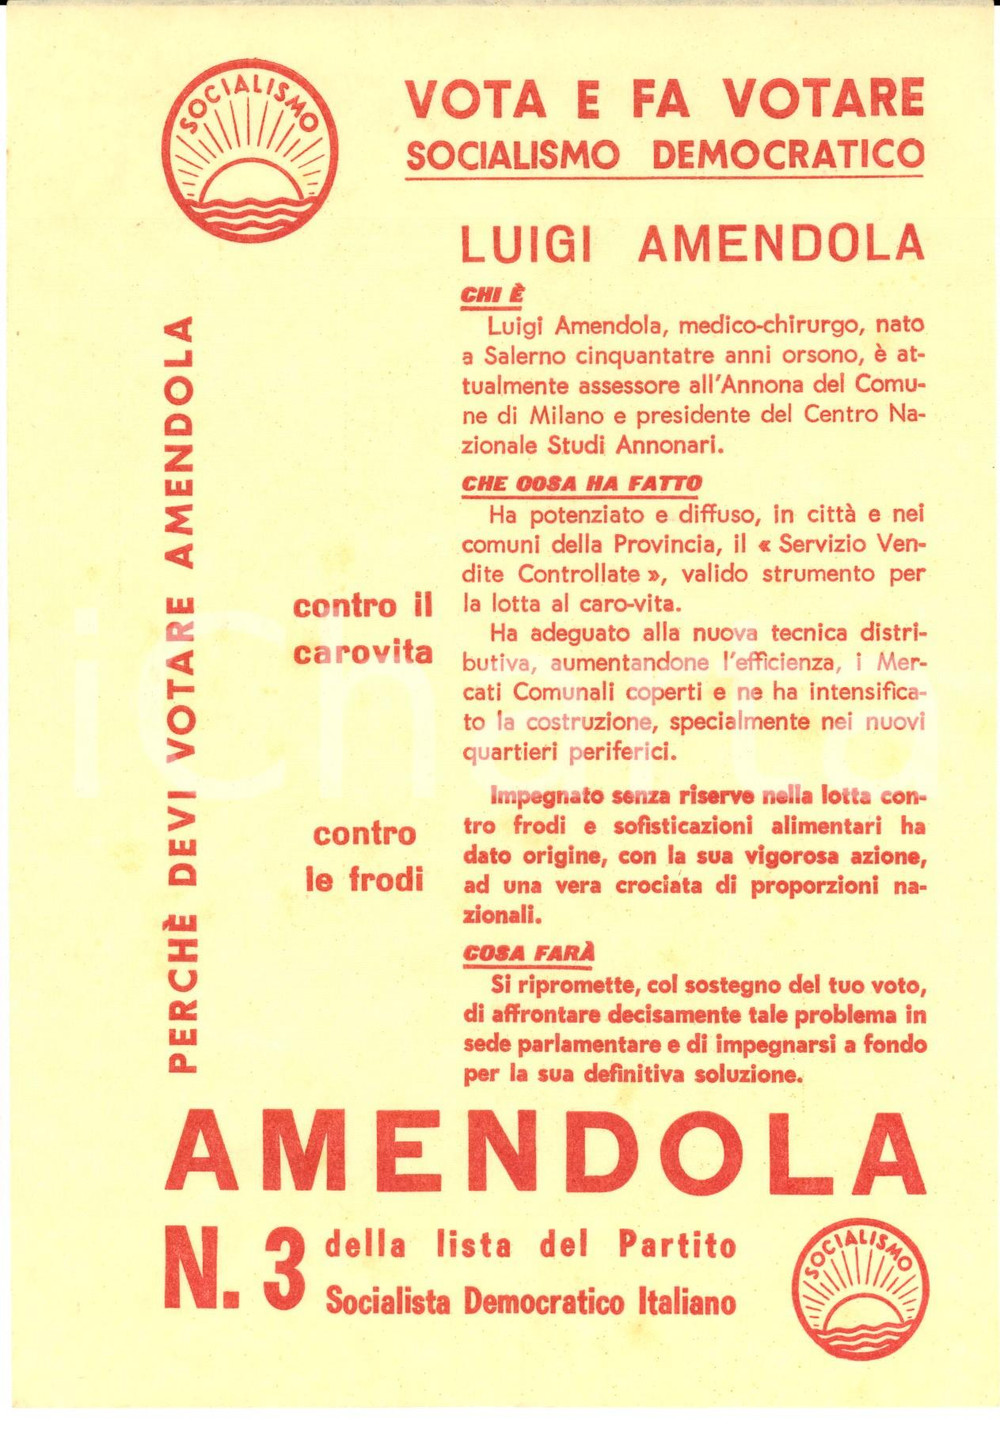 SOCIALISMO
VOTA E FA VOTARE
SOCIALISMO DEMOCRATICO
LUIGI AMENDOLA
CHI È
Luigi Amendola, medico-chirurgo, nato
a Salerno cinquantatre anni orsono, è at-
tualmente assessore all'Annona del Comu-
ne di Milano e presidente del Centro Na-
zionale Studi Annonari.
CHE OOSA HA FATTO
Ha potenziato e diffuso, in città e nei
comuni della Provincia, il « Servizio Ven-
dite Controllate », valido strumento per
la lotta al caro-vita.
Ha adeguato alla nuova tecnica distri-
butiva, aumentandone l'efficienza, i Mer-
cati Comunali coperti e ne ha intensifica-
to la costruzione, specialmente nei nuovi
quartieri periferici.
contro il
carovita
Impegnato senza riserve nella lotta con-
tro frodi e sofisticazioni alimentari ha
dato origine, con la sua vigorosa azione,
ad una vera crociata di proporzioni na-
zionali.
contro
le frodi
COSA FARÀ
Si ripromette, col sostegno del tuo voto,
di affrontare decisamente tale problema in
sede parlamentare e di impegnarsi a fondo
per la sua definitiva soluzione.
PERCHÈ DEVI VOTARE AMENDOLA
AMENDOLA
N. 3
della lista del Partito
Socialista Democratico Italiano
SOCIALISMO
iCharta